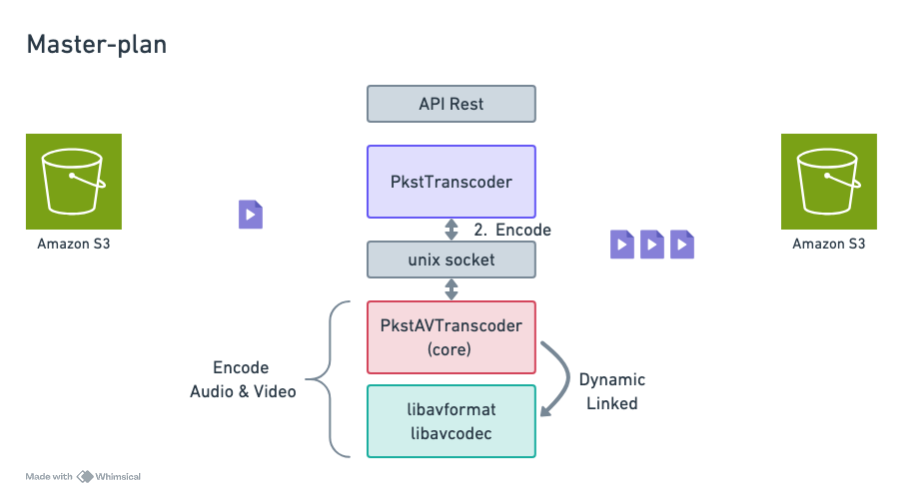 Master-plan
API Rest
PkstTranscoder
Amazon S3
Amazon S3
2. Encode
unix socket
PkstAVTranscoder
(core)
Encode
Audio & Video
Dynamic
Linked
libavformat
libavcodec
Made with Whimsical